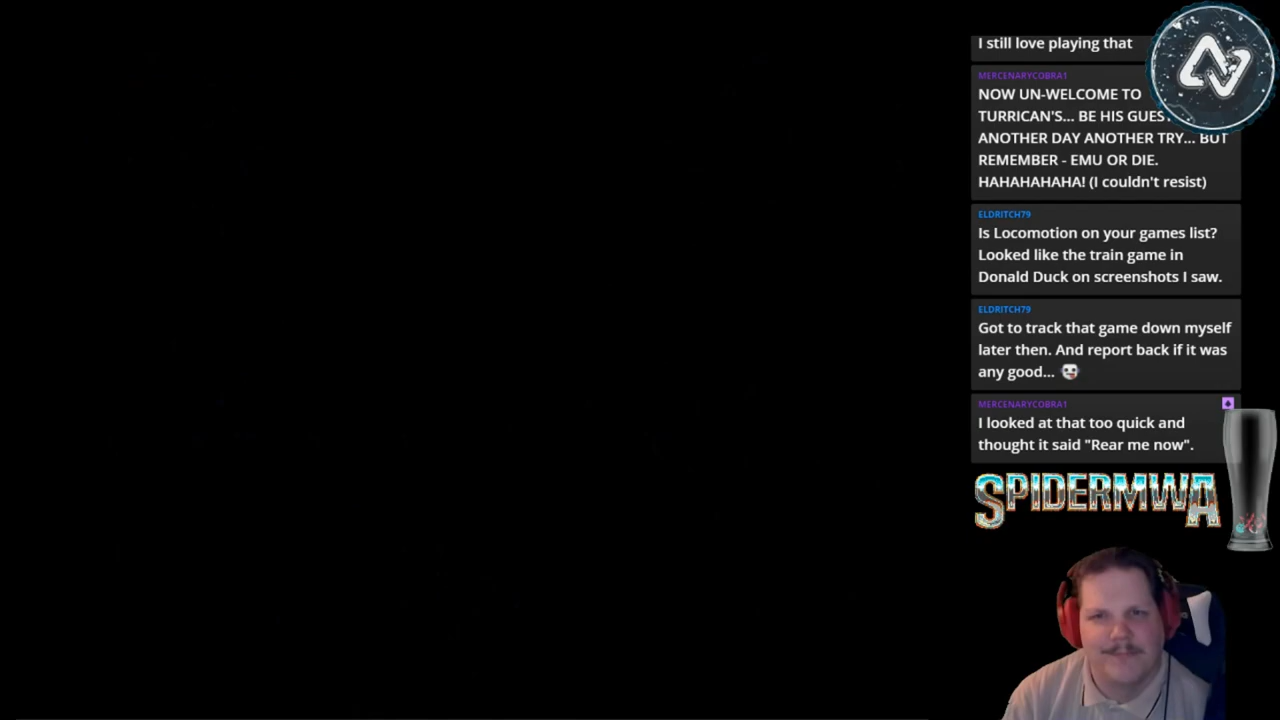 I still love playing that
MERCENARYCOBRA1
NOW UN-WELCOME TO
TURRICAN'S... BE HIS GUEST
ANOTHER DAY ANOTHER TRY... BUT
REMEMBER - EMU OR DIE.
HAHAHAHAHA! (I couldn't resist)
ELDRITCH79
Is Locomotion on your games list?
Looked like the train game in
Donald Duck on screenshots I saw.
ELDRITCH79
Got to track that game down myself
later then. And report back if it was
any good...
MERCENARYCOBRA1
I looked at that too quick and
thought it said "Rear me now".
SPIDERMWA